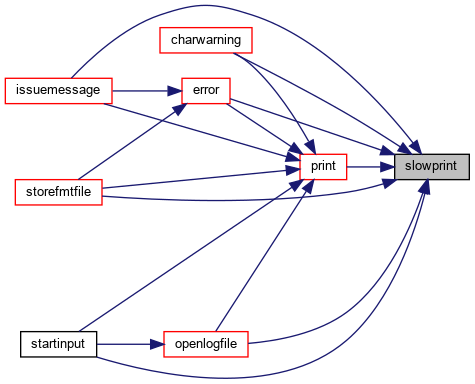 charwarning
issuemessage
error
print
slowprint
storefmtfile
startinput
openlogfile